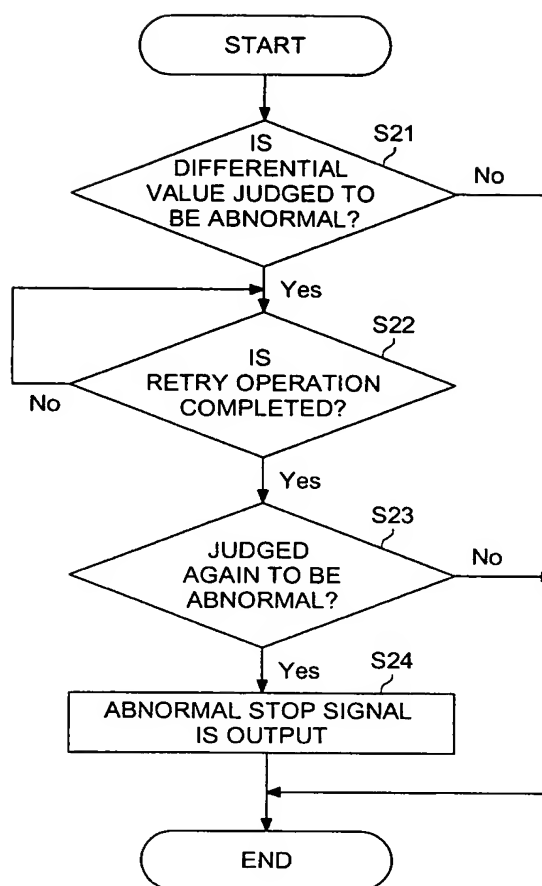 START
S21
IS
DIFFERENTIAL
VALUE JUDGED TO
BE ABNORMAL?
No
Yes
S22
IS
RETRY OPERATION
COMPLETED?
No
Yes
S23
JUDGED
AGAIN TO BE
ABNORMAL?
No
Yes
S24
ABNORMAL STOP SIGNAL
IS OUTPUT
END